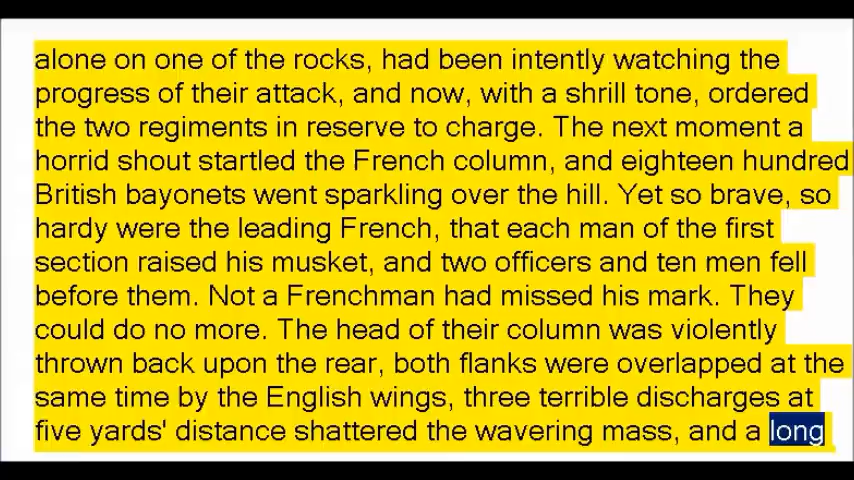 alone on one of the rocks, had been intently watching the
progress of their attack, and now, with a shrill tone, ordered
the two regiments in reserve to charge. The next moment a
horrid shout startled the French column, and eighteen hundred
British bayonets went sparkling over the hill. Yet so brave, so
hardy were the leading French, that each man of the first
section raised his musket, and two officers and ten men fell
before them. Not a Frenchman had missed his mark. They
could do no more. The head of their column was violently
thrown back upon the rear, both flanks were overlapped at the
same time by the English wings, three terrible discharges at
five yards' distance shattered the wavering mass, and a long